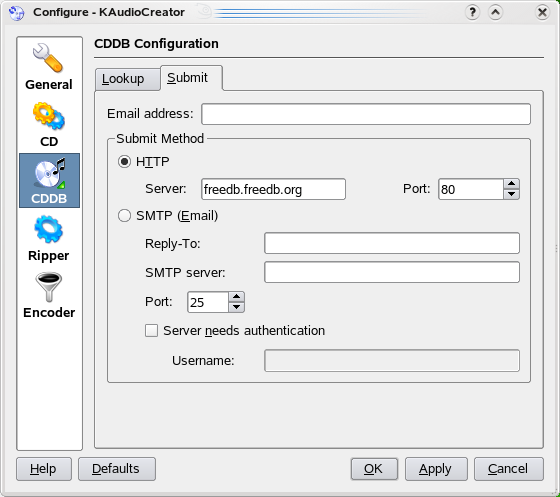 Configure - KAudioCreator
General
CD
CDDB
Ripper
Encoder
CDDB Configuration
Lookup Submit
Email address:
Submit Method
HTTP
Server: freedb.freedb.org Port: 80
SMTP (Email)
Reply-To:
SMTP server:
Port: 25
Server needs authentication
Username:
Help Defaults OK Apply Cancel